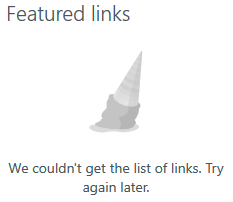 Featured links
We couldn't get the list of links. Try
again later.